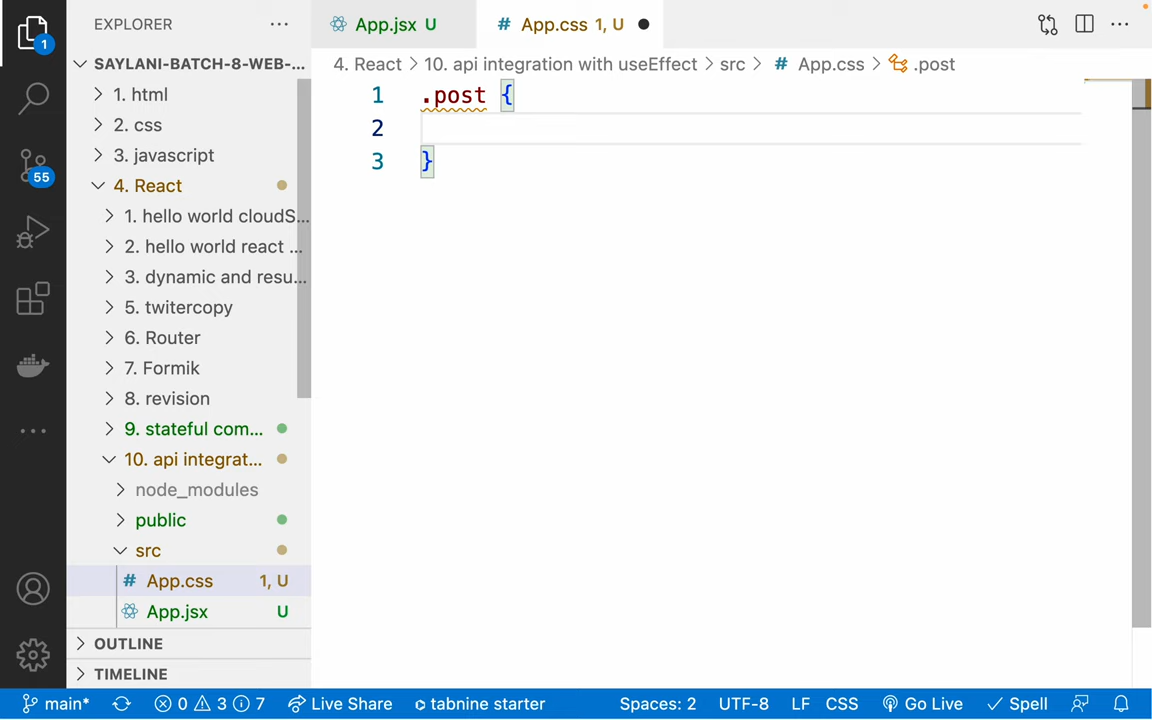 EXPLORER ...
App.jsx U
# App.css 1, U
SAYLANI-BATCH-8-WEB-...
4. React > 10. api integration with useEffect > src > # App.css > .post
1. html
2. css
3. javascript
4. React
1. hello world cloudS...
2. hello world react ...
3. dynamic and resu...
5. twitercopy
6. Router
7. Formik
8. revision
9. stateful com...
10. api integrat...
node_modules
public
src
# App.css 1, U
App.jsx U
OUTLINE
TIMELINE
1 .post {
2
3 }
1
55
main* 0 3 7 Live Share tabnine starter Spaces: 2 UTF-8 LF CSS Go Live Spell